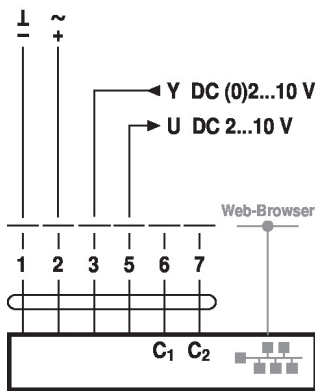 ⊥ ~
− +
Y DC (0)2...10 V
U DC 2...10 V
Web-Browser
1 2 3 5 6 7
C1 C2